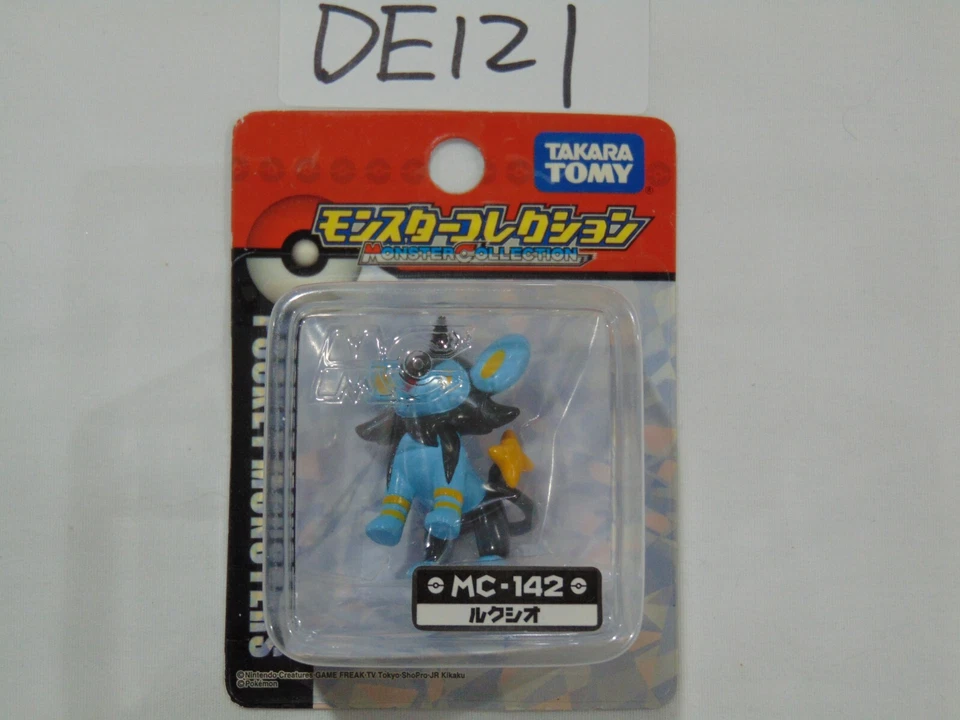 DE121
TAKARA
TOMY
®
モンスターコレクション
MONSTER COLLECTION
POCKET MONSTERS
MC-142
ルクシオ
©Nintendo・Creatures・GAME FREAK・TV Tokyo・ShoPro・JR Kikaku
©Pokémon